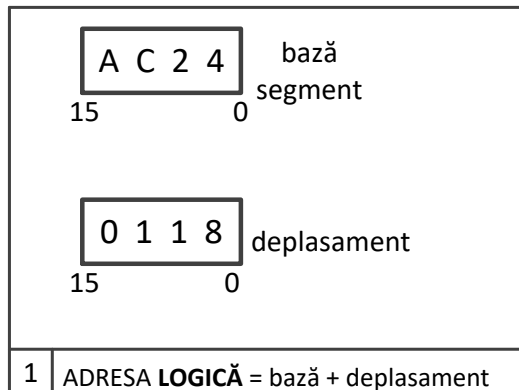 A C 2 4
bază
segment
15 0
0 1 1 8
deplasament
15 0
1 ADRESA LOGICĂ = bază + deplasament